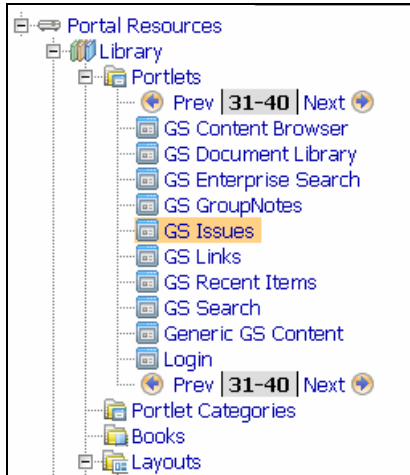 Portal Resources
Library
Portlets
Prev 31-40 Next
GS Content Browser
GS Document Library
GS Enterprise Search
GS GroupNotes
GS Issues
GS Links
GS Recent Items
GS Search
Generic GS Content
Login
Prev 31-40 Next
Portlet Categories
Books
Layouts